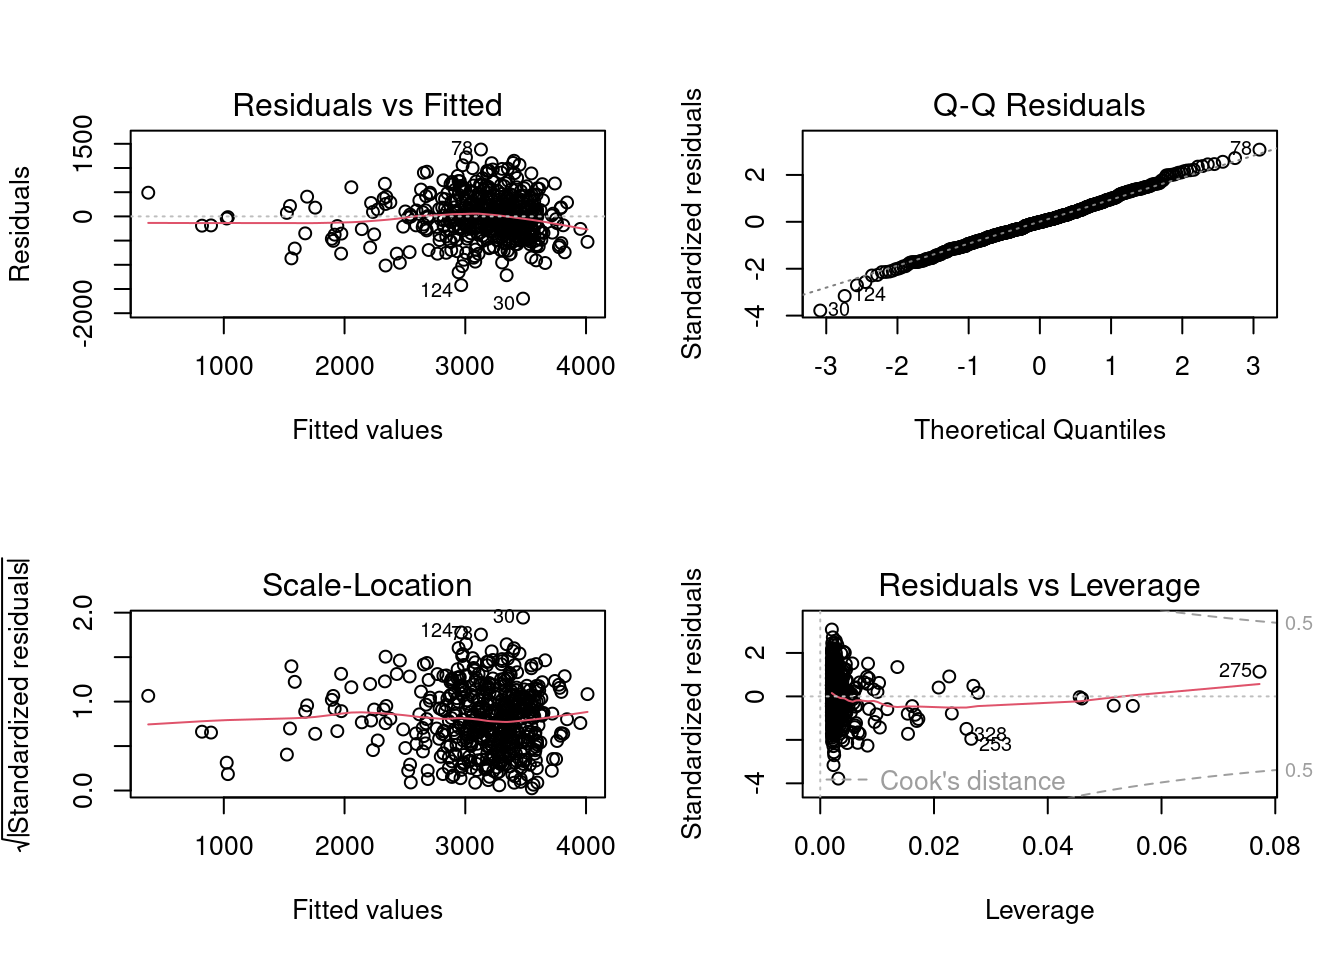 Residuals vs Fitted
Residuals
1500
0
-2000
78
124
30
1000 2000 3000 4000
Fitted values
Q-Q Residuals
Standardized residuals
2
0
-2
-4
78
124
30
-3 -2 -1 0 1 2 3
Theoretical Quantiles
Scale-Location
√|Standardized residuals|
2.0
1.0
0.0
30
124
78
1000 2000 3000 4000
Fitted values
Residuals vs Leverage
Standardized residuals
2
0
-4
0.5
275
328
253
0.5
Cook's distance
0.00 0.02 0.04 0.06 0.08
Leverage